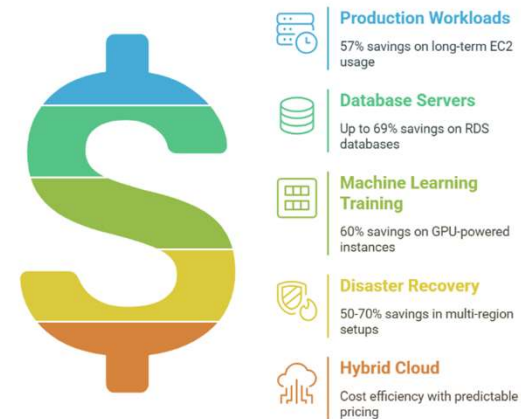 Production Workloads
57% savings on long-term EC2
usage
Database Servers
Up to 69% savings on RDS
databases
Machine Learning
Training
60% savings on GPU-powered
instances
Disaster Recovery
50-70% savings in multi-region
setups
Hybrid Cloud
Cost efficiency with predictable
pricing